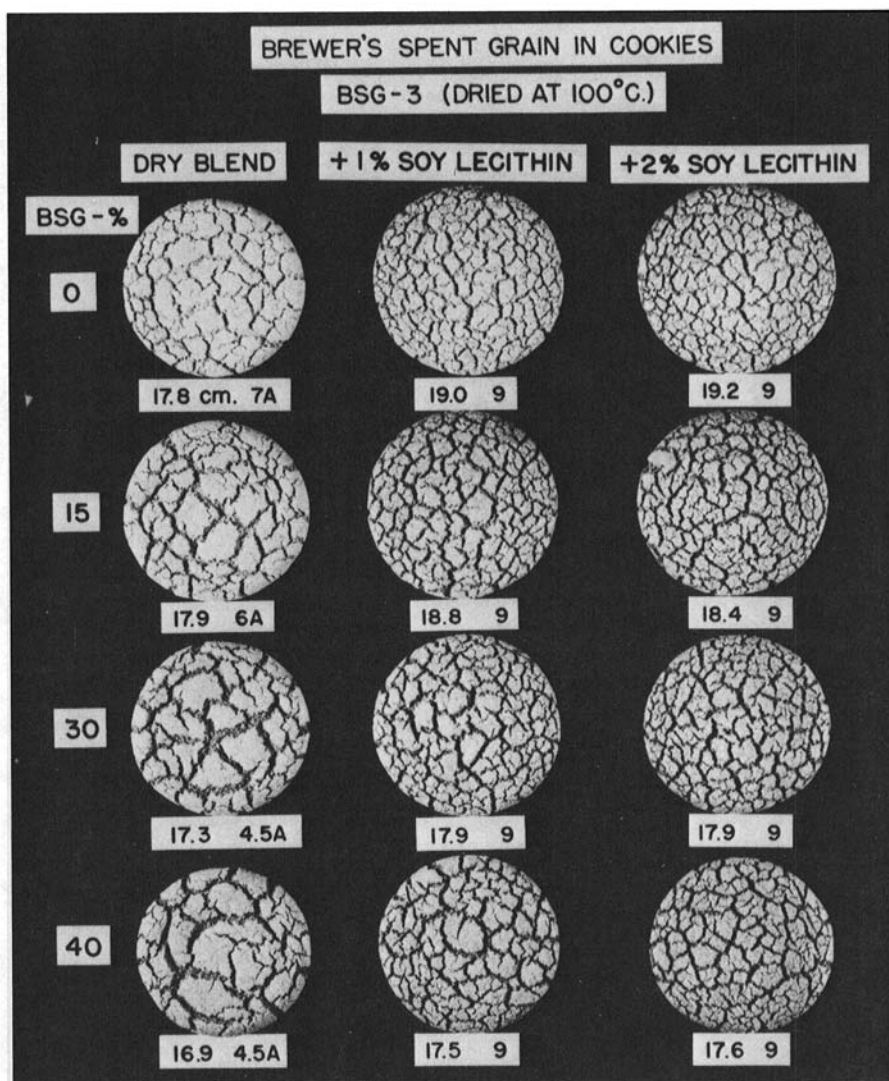 BREWER'S SPENT GRAIN IN COOKIES
BSG-3 (DRIED AT 100°C.)
DRY BLEND +1% SOY LECITHIN +2% SOY LECITHIN
BSG-%
0
17.8 cm. 7A 19.0 9 19.2 9
15
17.9 6A 18.8 9 18.4 9
30
17.3 4.5A 17.9 9 17.9 9
40
16.9 4.5A 17.5 9 17.6 9